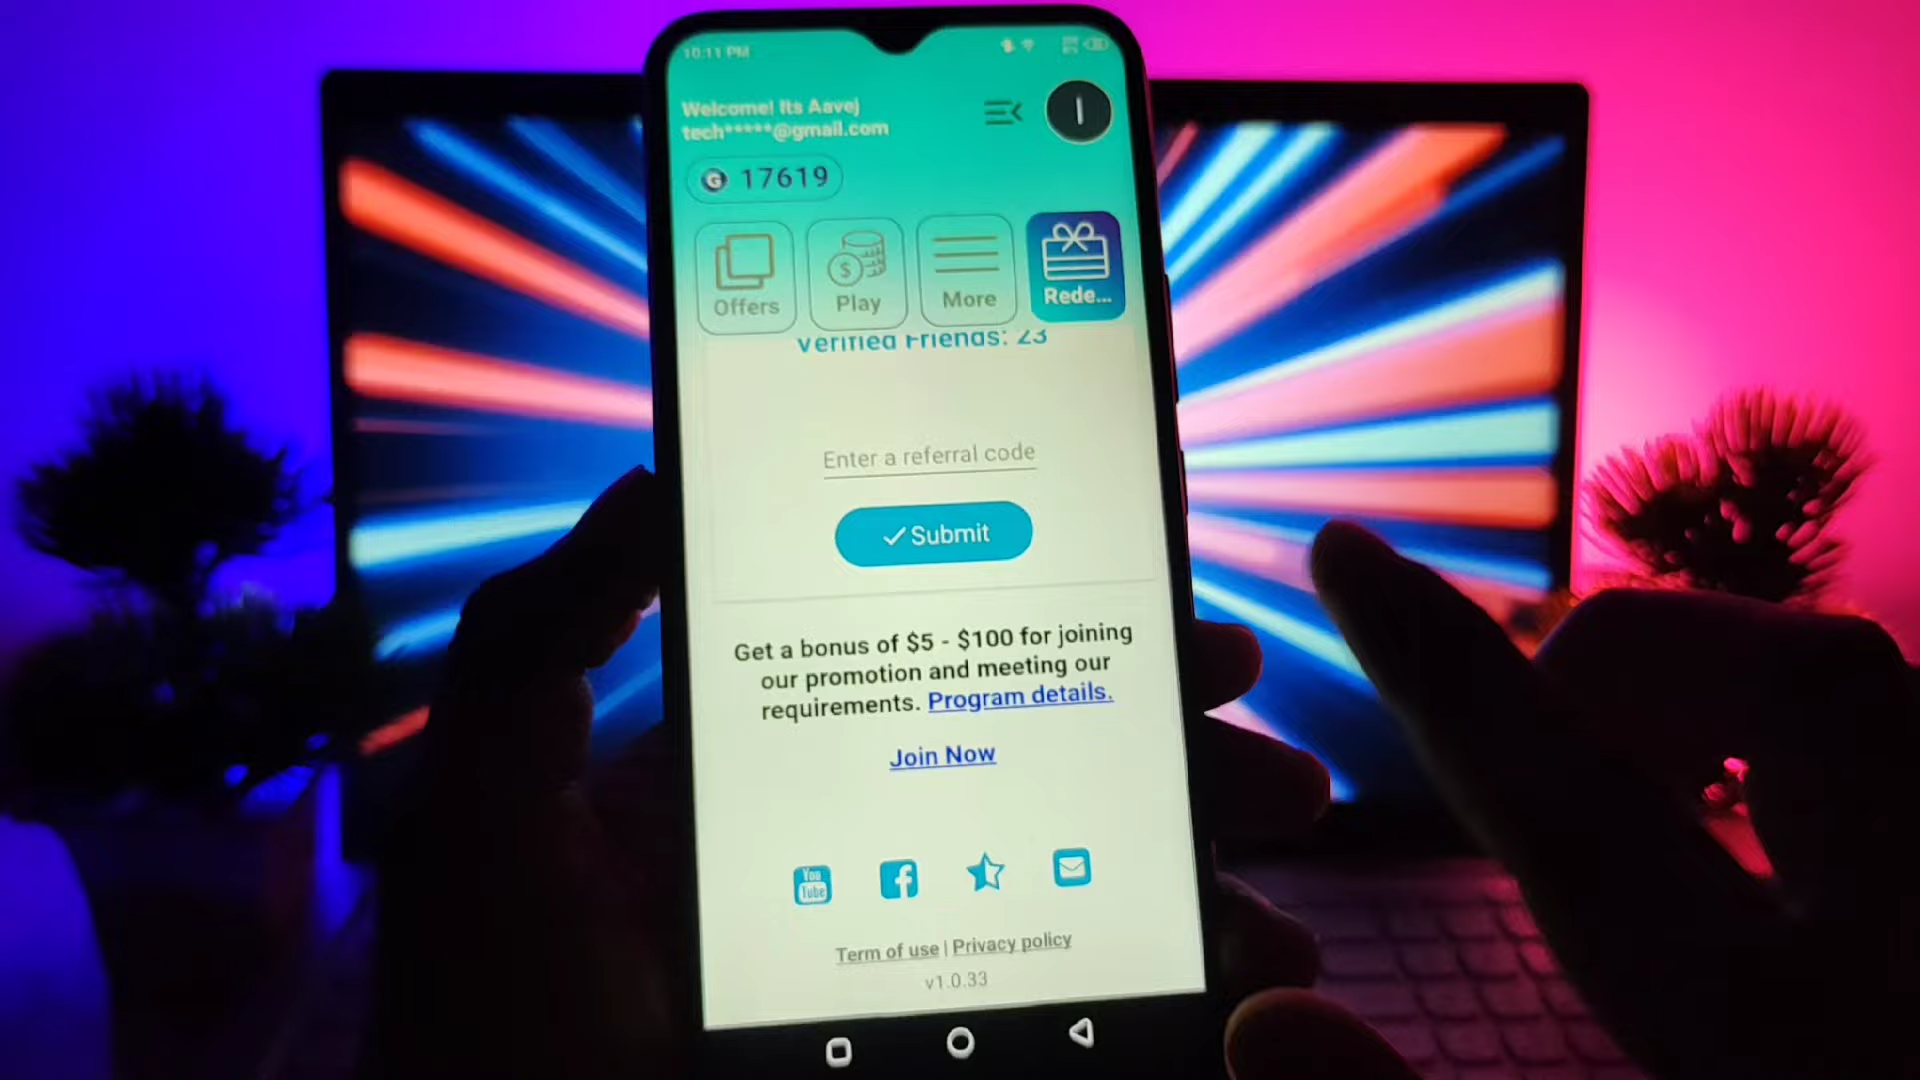 10:11 PM
Welcome! Its Aavej
tech*****@gmail.com
I
G 17619
Offers
Play
More
Rede...
$
Verified Friends: 23
Enter a referral code
✓ Submit
Get a bonus of $5 - $100 for joining
our promotion and meeting our
requirements. Program details.
Join Now
You
Tube
f
Term of use | Privacy policy
v1.0.33